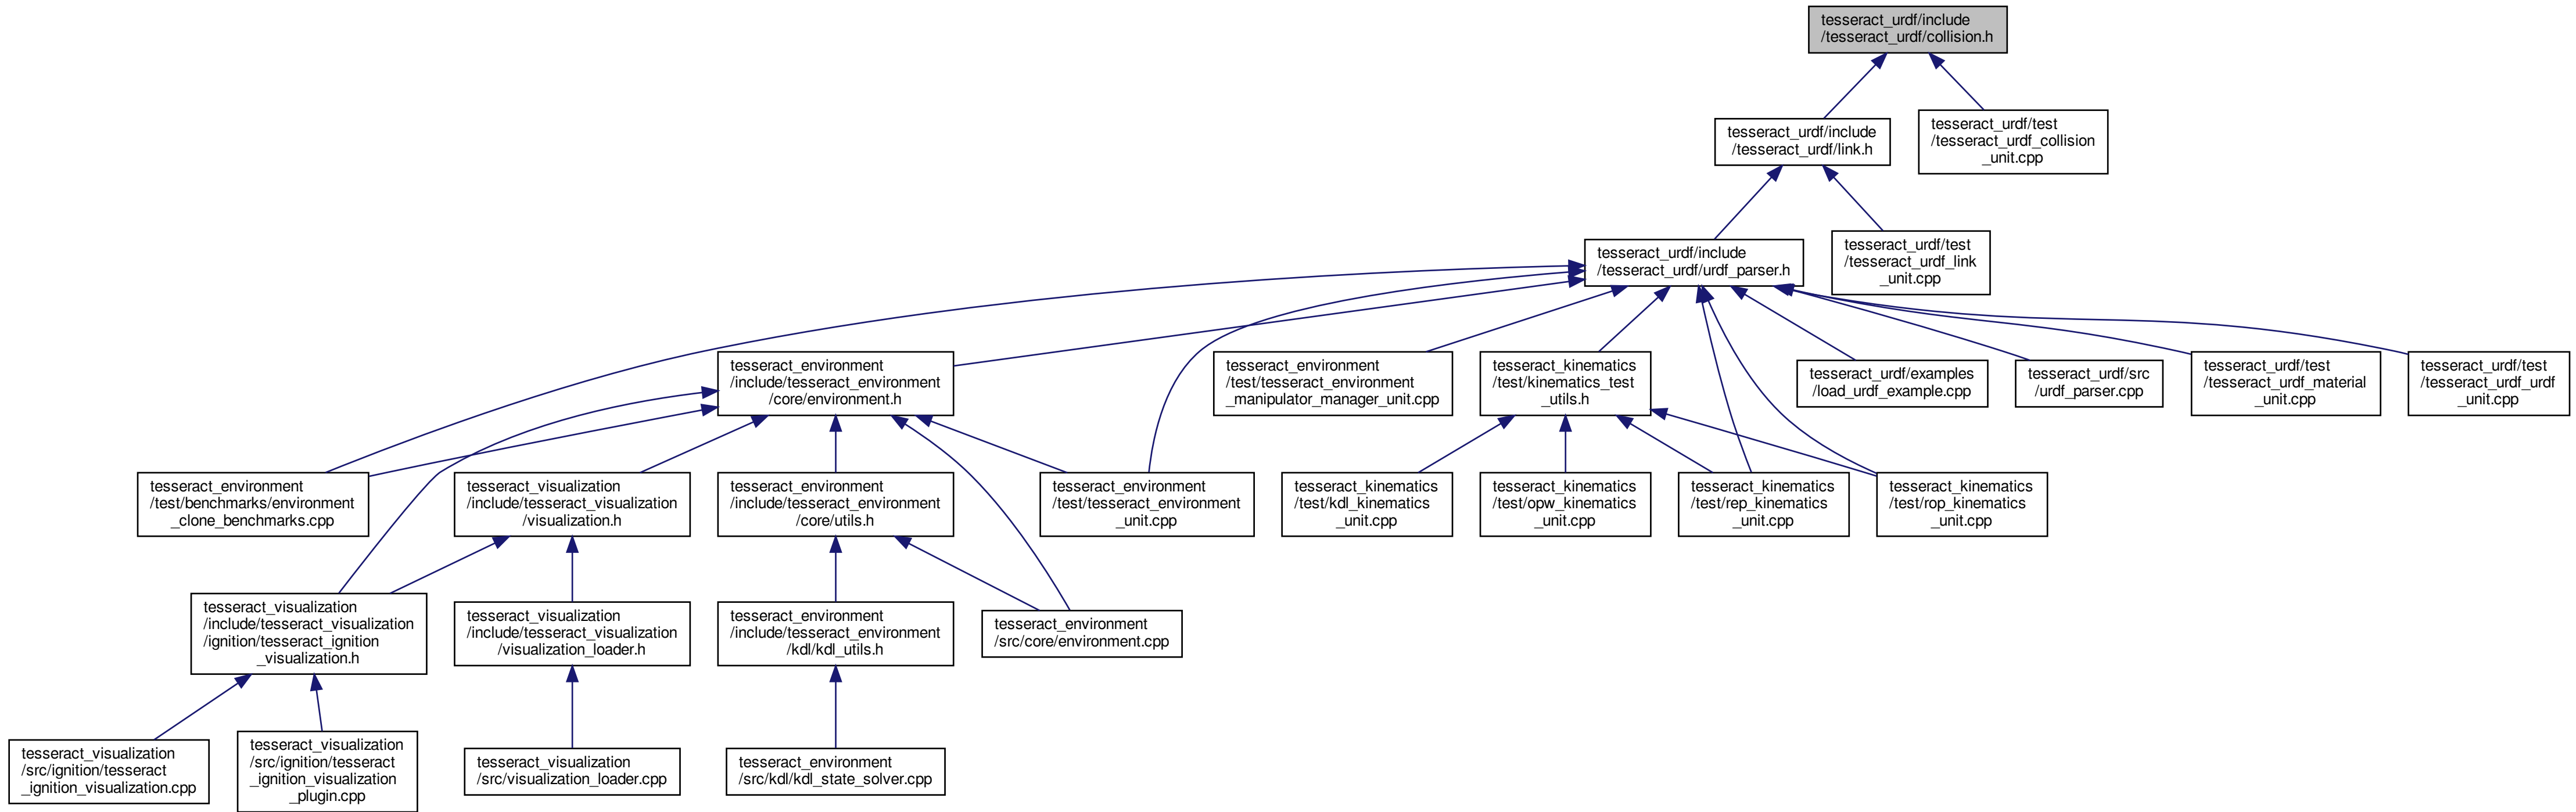 tesseract_urdf/include
/tesseract_urdf/collision.h
tesseract_urdf/include
/tesseract_urdf/link.h
tesseract_urdf/test
/tesseract_urdf_collision
_unit.cpp
tesseract_urdf/include
/tesseract_urdf/urdf_parser.h
tesseract_urdf/test
/tesseract_urdf_link
_unit.cpp
tesseract_environment
/include/tesseract_environment
/core/environment.h
tesseract_environment
/test/tesseract_environment
_manipulator_manager_unit.cpp
tesseract_kinematics
/test/kinematics_test
_utils.h
tesseract_urdf/examples
/load_urdf_example.cpp
tesseract_urdf/src
/urdf_parser.cpp
tesseract_urdf/test
/tesseract_urdf_material
_unit.cpp
tesseract_urdf/test
/tesseract_urdf_urdf
_unit.cpp
tesseract_environment
/test/benchmarks/environment
_clone_benchmarks.cpp
tesseract_visualization
/include/tesseract_visualization
/visualization.h
tesseract_environment
/include/tesseract_environment
/core/utils.h
tesseract_environment
/test/tesseract_environment
_unit.cpp
tesseract_kinematics
/test/kdl_kinematics
_unit.cpp
tesseract_kinematics
/test/opw_kinematics
_unit.cpp
tesseract_kinematics
/test/rep_kinematics
_unit.cpp
tesseract_kinematics
/test/rop_kinematics
_unit.cpp
tesseract_visualization
/include/tesseract_visualization
/ignition/tesseract_ignition
_visualization.h
tesseract_visualization
/include/tesseract_visualization
/visualization_loader.h
tesseract_environment
/include/tesseract_environment
/kdl/kdl_utils.h
tesseract_environment
/src/core/environment.cpp
tesseract_visualization
/src/ignition/tesseract
_ignition_visualization.cpp
tesseract_visualization
/src/ignition/tesseract
_ignition_visualization
_plugin.cpp
tesseract_visualization
/src/visualization_loader.cpp
tesseract_environment
/src/kdl/kdl_state_solver.cpp